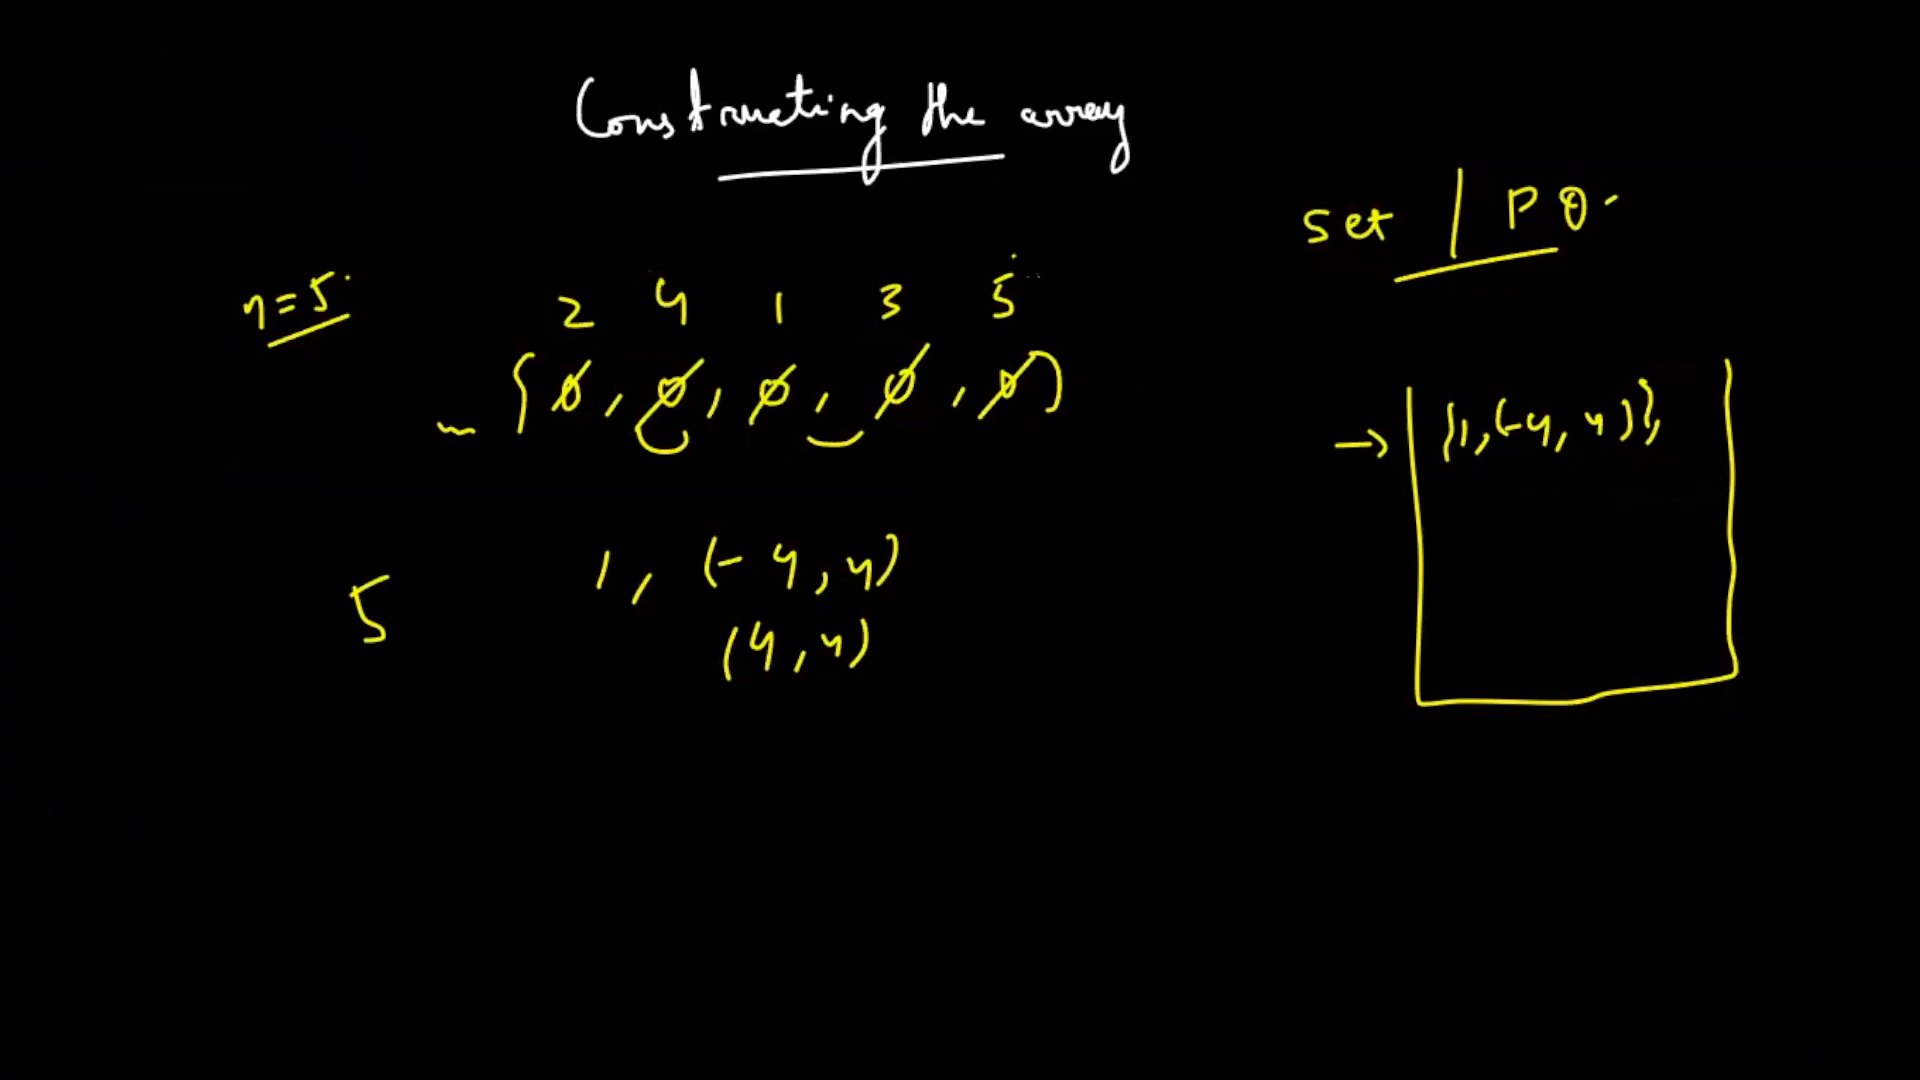 Constructing the array
set | PQ.
n=5.
2 4 1 3 5
{0, 0, 0, 0, 0}
→ {1,(-4, 4)},
1, (-4, 4)
5
(4, 4)